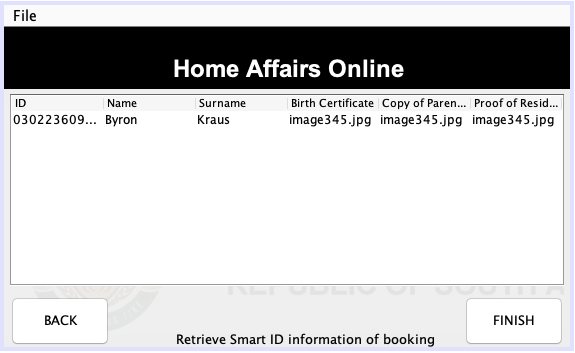 File
Home Affairs Online
ID Name Surname Birth Certificate Copy of Paren... Proof of Resid...
030223609... Byron Kraus image345.jpg image345.jpg image345.jpg
REPUBLIC OF SOUTH A
BACK FINISH
Retrieve Smart ID information of booking